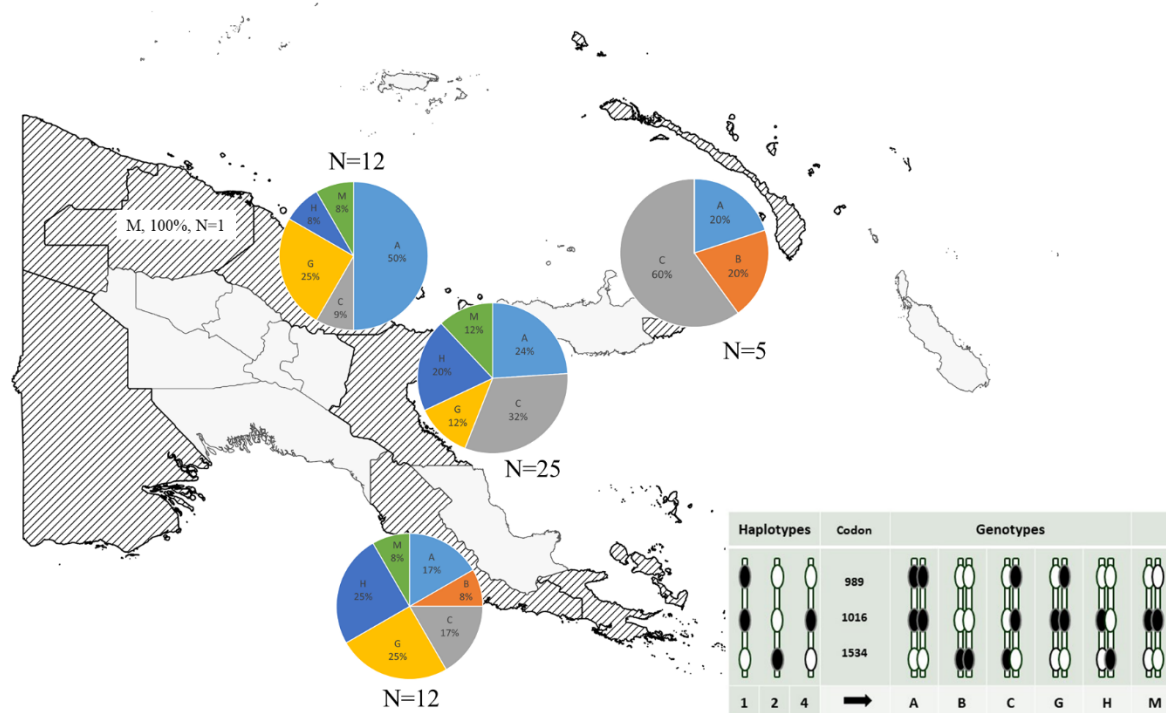 N=12
M
8%
H
8%
A
50%
G
25%
C
9%
M, 100%, N=1
A
20%
B
20%
C
60%
N=5
M
12%
A
24%
H
20%
C
32%
G
12%
N=25
M
8%
A
17%
B
8%
H
25%
C
17%
G
25%
N=12
Haplotypes Codon Genotypes
989
1016
1534
1 2 4 A B C G H M